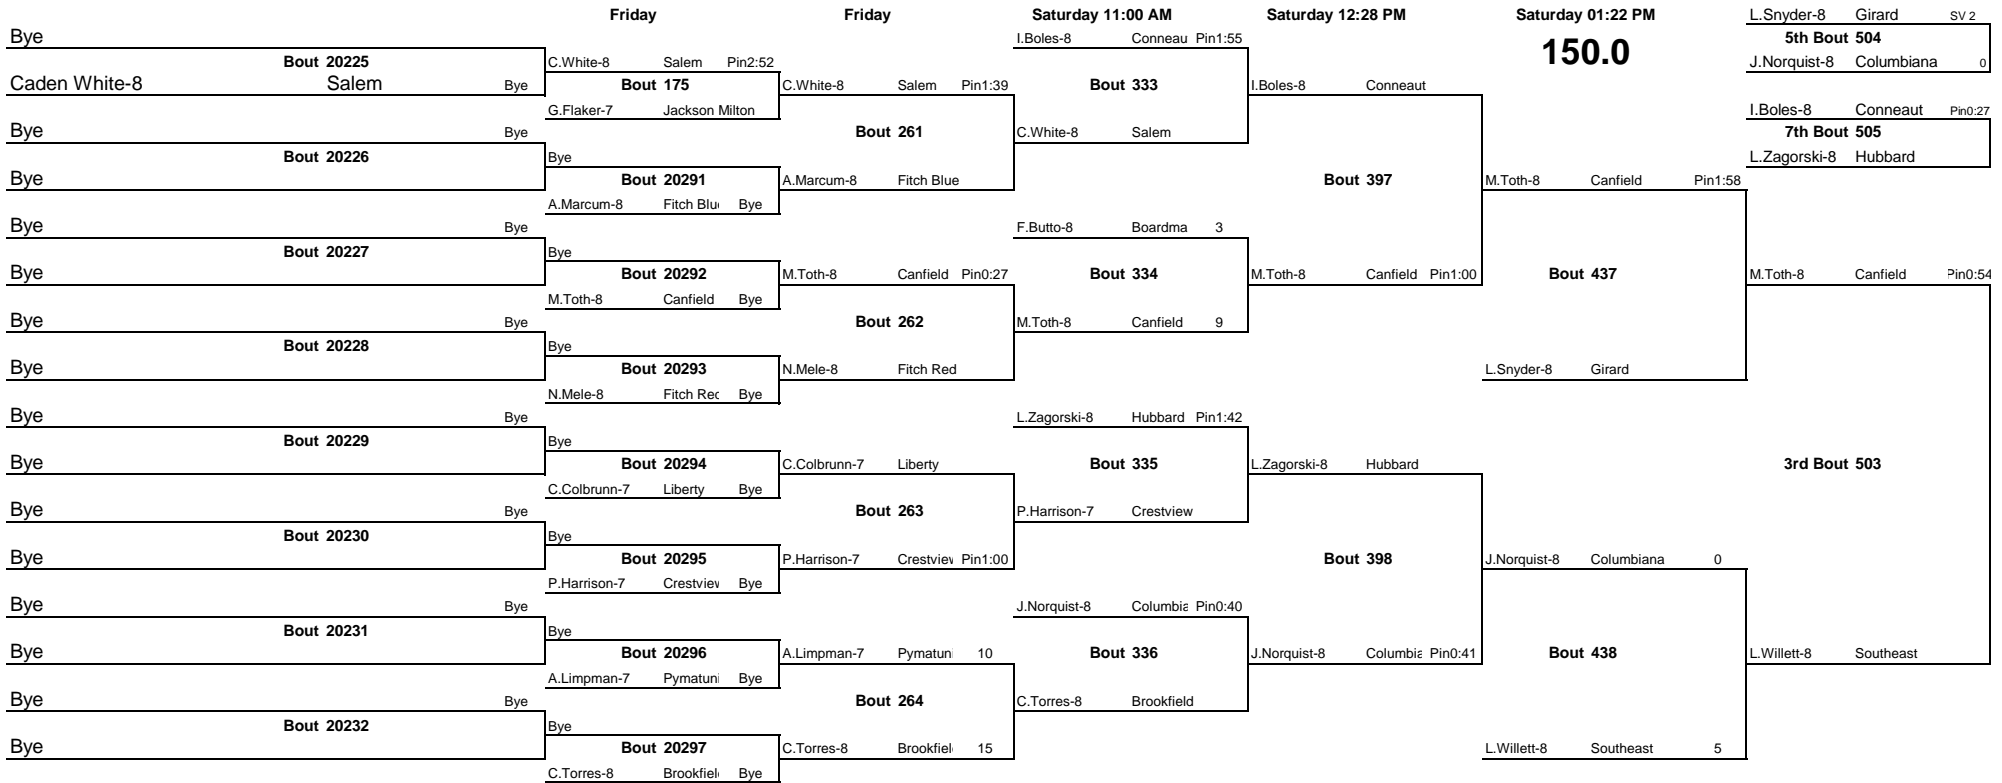 Friday Friday Saturday 11:00 AM Saturday 12:28 PM Saturday 01:22 PM L.Snyder-8 Girard SV 2
Bye I.Boles-8 Conneau Pin1:55 150.0 5th Bout 504
Bout 20225 C.White-8 Salem Pin2:52 J.Norquist-8 Columbiana 0
Caden White-8 Salem Bye Bout 175 C.White-8 Salem Pin1:39 Bout 333 I.Boles-8 Conneaut
G.Flaker-7 Jackson Milton I.Boles-8 Conneaut Pin0:27
Bye Bye Bout 261 C.White-8 Salem 7th Bout 505
Bout 20226 Bye L.Zagorski-8 Hubbard
Bye Bout 20291 A.Marcum-8 Fitch Blue Bout 397 M.Toth-8 Canfield Pin1:58
A.Marcum-8 Fitch Blu Bye
Bye Bye F.Butto-8 Boardma 3
Bout 20227 Bye
Bye Bout 20292 M.Toth-8 Canfield Pin0:27 Bout 334 M.Toth-8 Canfield Pin1:00 Bout 437 M.Toth-8 Canfield Pin0:54
M.Toth-8 Canfield Bye
Bye Bye Bout 262 M.Toth-8 Canfield 9
Bout 20228 Bye
Bye Bout 20293 N.Mele-8 Fitch Red L.Snyder-8 Girard
N.Mele-8 Fitch Rec Bye
Bye Bye L.Zagorski-8 Hubbard Pin1:42
Bout 20229 Bye
Bye Bout 20294 C.Colbrunn-7 Liberty Bout 335 L.Zagorski-8 Hubbard 3rd Bout 503
C.Colbrunn-7 Liberty Bye
Bye Bye Bout 263 P.Harrison-7 Crestview
Bout 20230 Bye
Bye Bout 20295 P.Harrison-7 Crestviev Pin1:00 Bout 398 J.Norquist-8 Columbiana 0
P.Harrison-7 Crestviev Bye
Bye Bye J.Norquist-8 Columbia Pin0:40
Bout 20231 Bye
Bye Bout 20296 A.Limpman-7 Pymatuni 10 Bout 336 J.Norquist-8 Columbia Pin0:41 Bout 438 L.Willett-8 Southeast
A.Limpman-7 Pymatuni Bye
Bye Bye Bout 264 C.Torres-8 Brookfield
Bout 20232 Bye
Bye Bout 20297 C.Torres-8 Brookfiel 15 L.Willett-8 Southeast 5
C.Torres-8 Brookfiel Bye